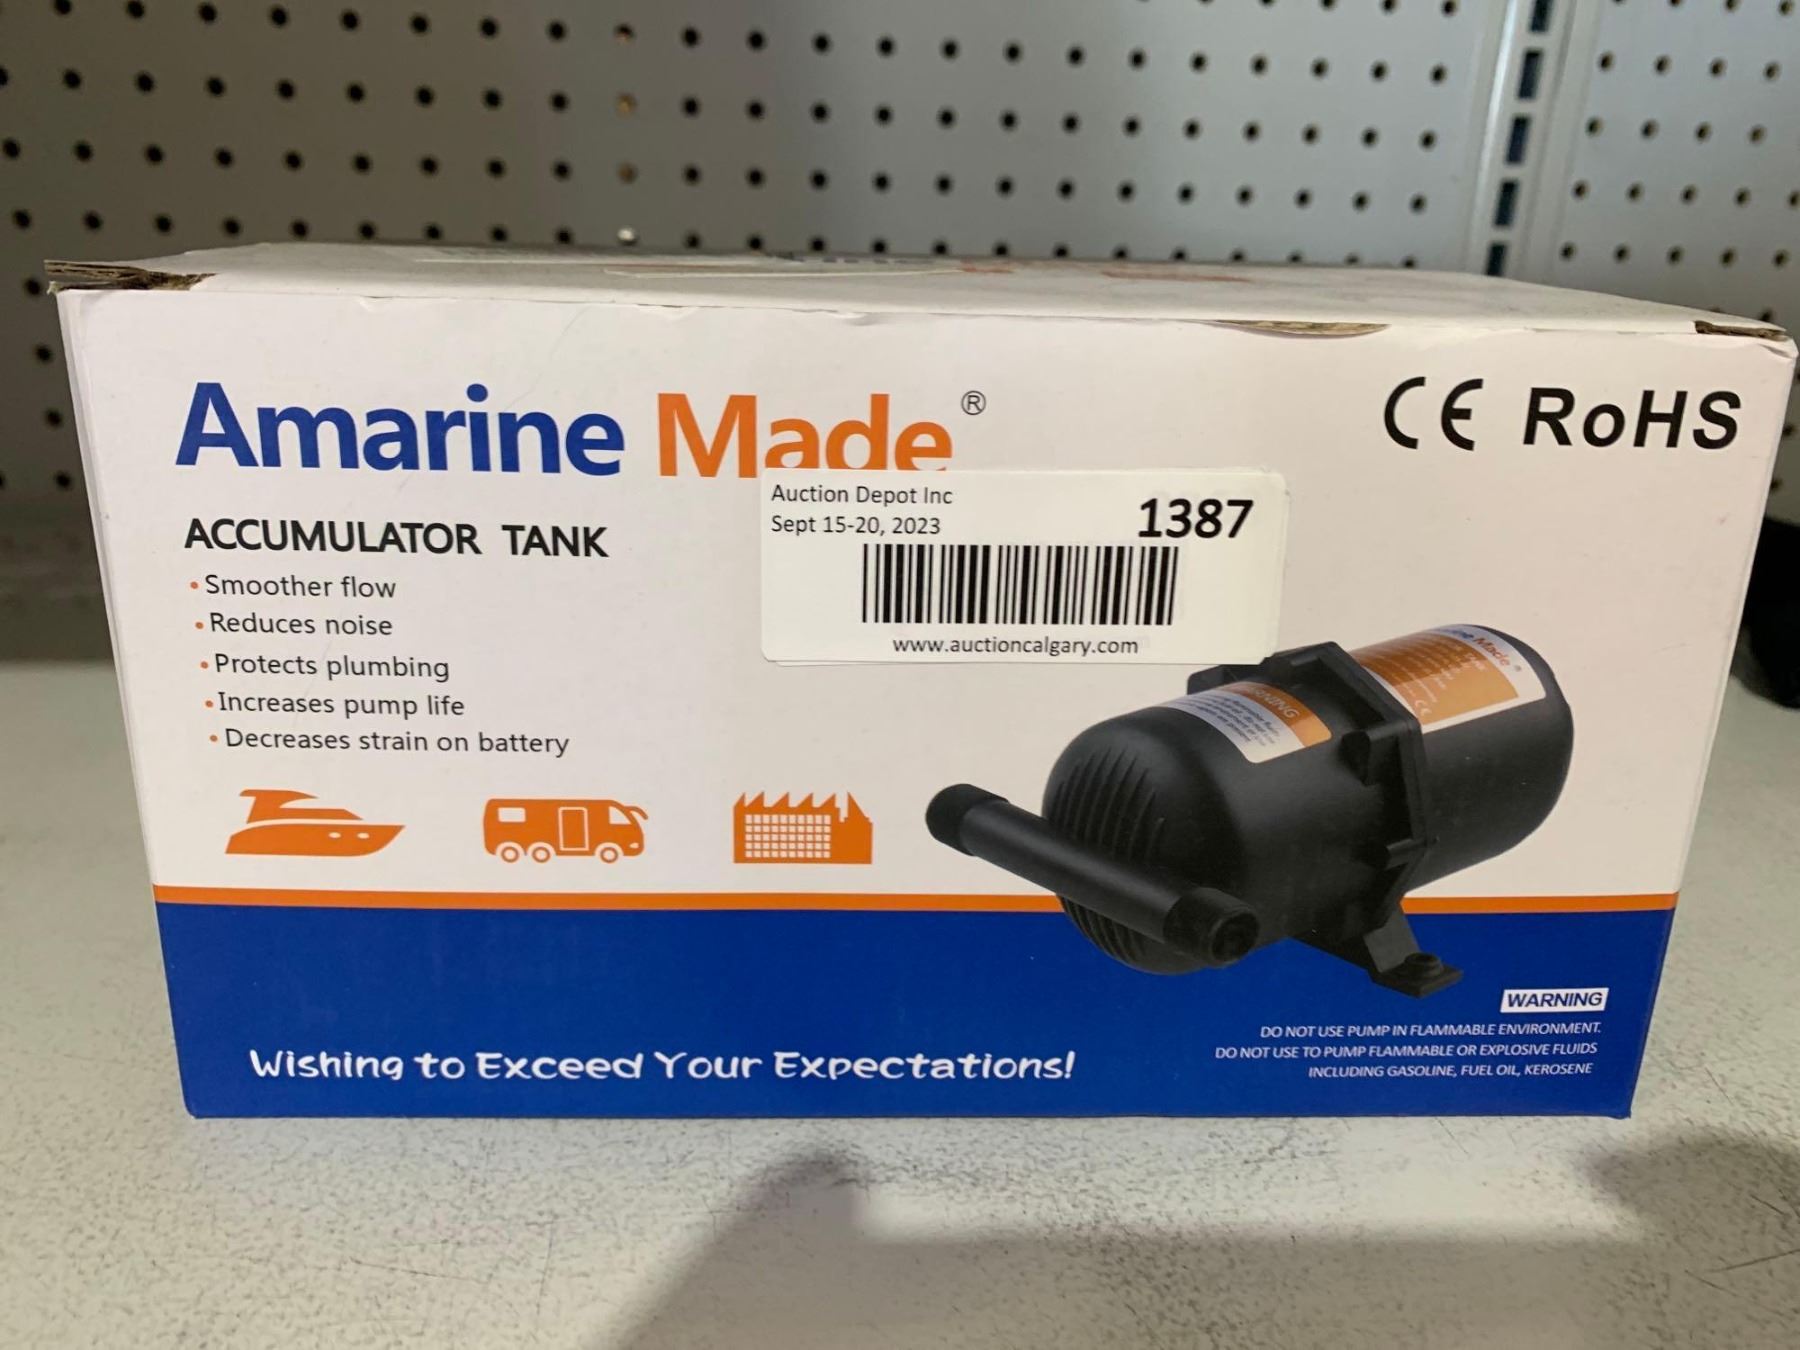 Amarine Made®
CE RoHS
Auction Depot Inc
Sept 15-20, 2023
1387
www.auctioncalgary.com
ACCUMULATOR TANK
• Smoother flow
• Reduces noise
• Protects plumbing
• Increases pump life
• Decreases strain on battery
Made®
WARNING
DO NOT USE PUMP IN FLAMMABLE ENVIRONMENT.
DO NOT USE TO PUMP FLAMMABLE OR EXPLOSIVE FLUIDS
INCLUDING GASOLINE, FUEL OIL, KEROSENE
Wishing to Exceed Your Expectations!